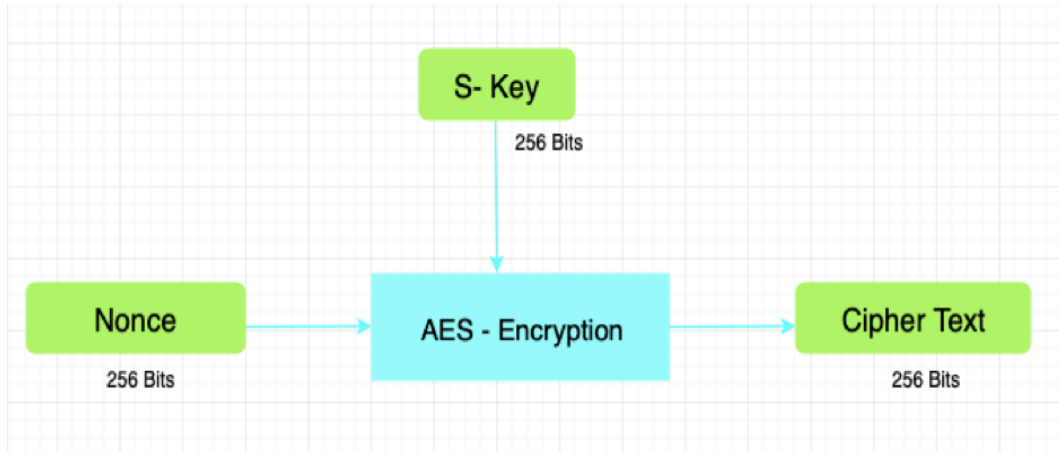 S- Key
256 Bits
Nonce
AES - Encryption
Cipher Text
256 Bits
256 Bits